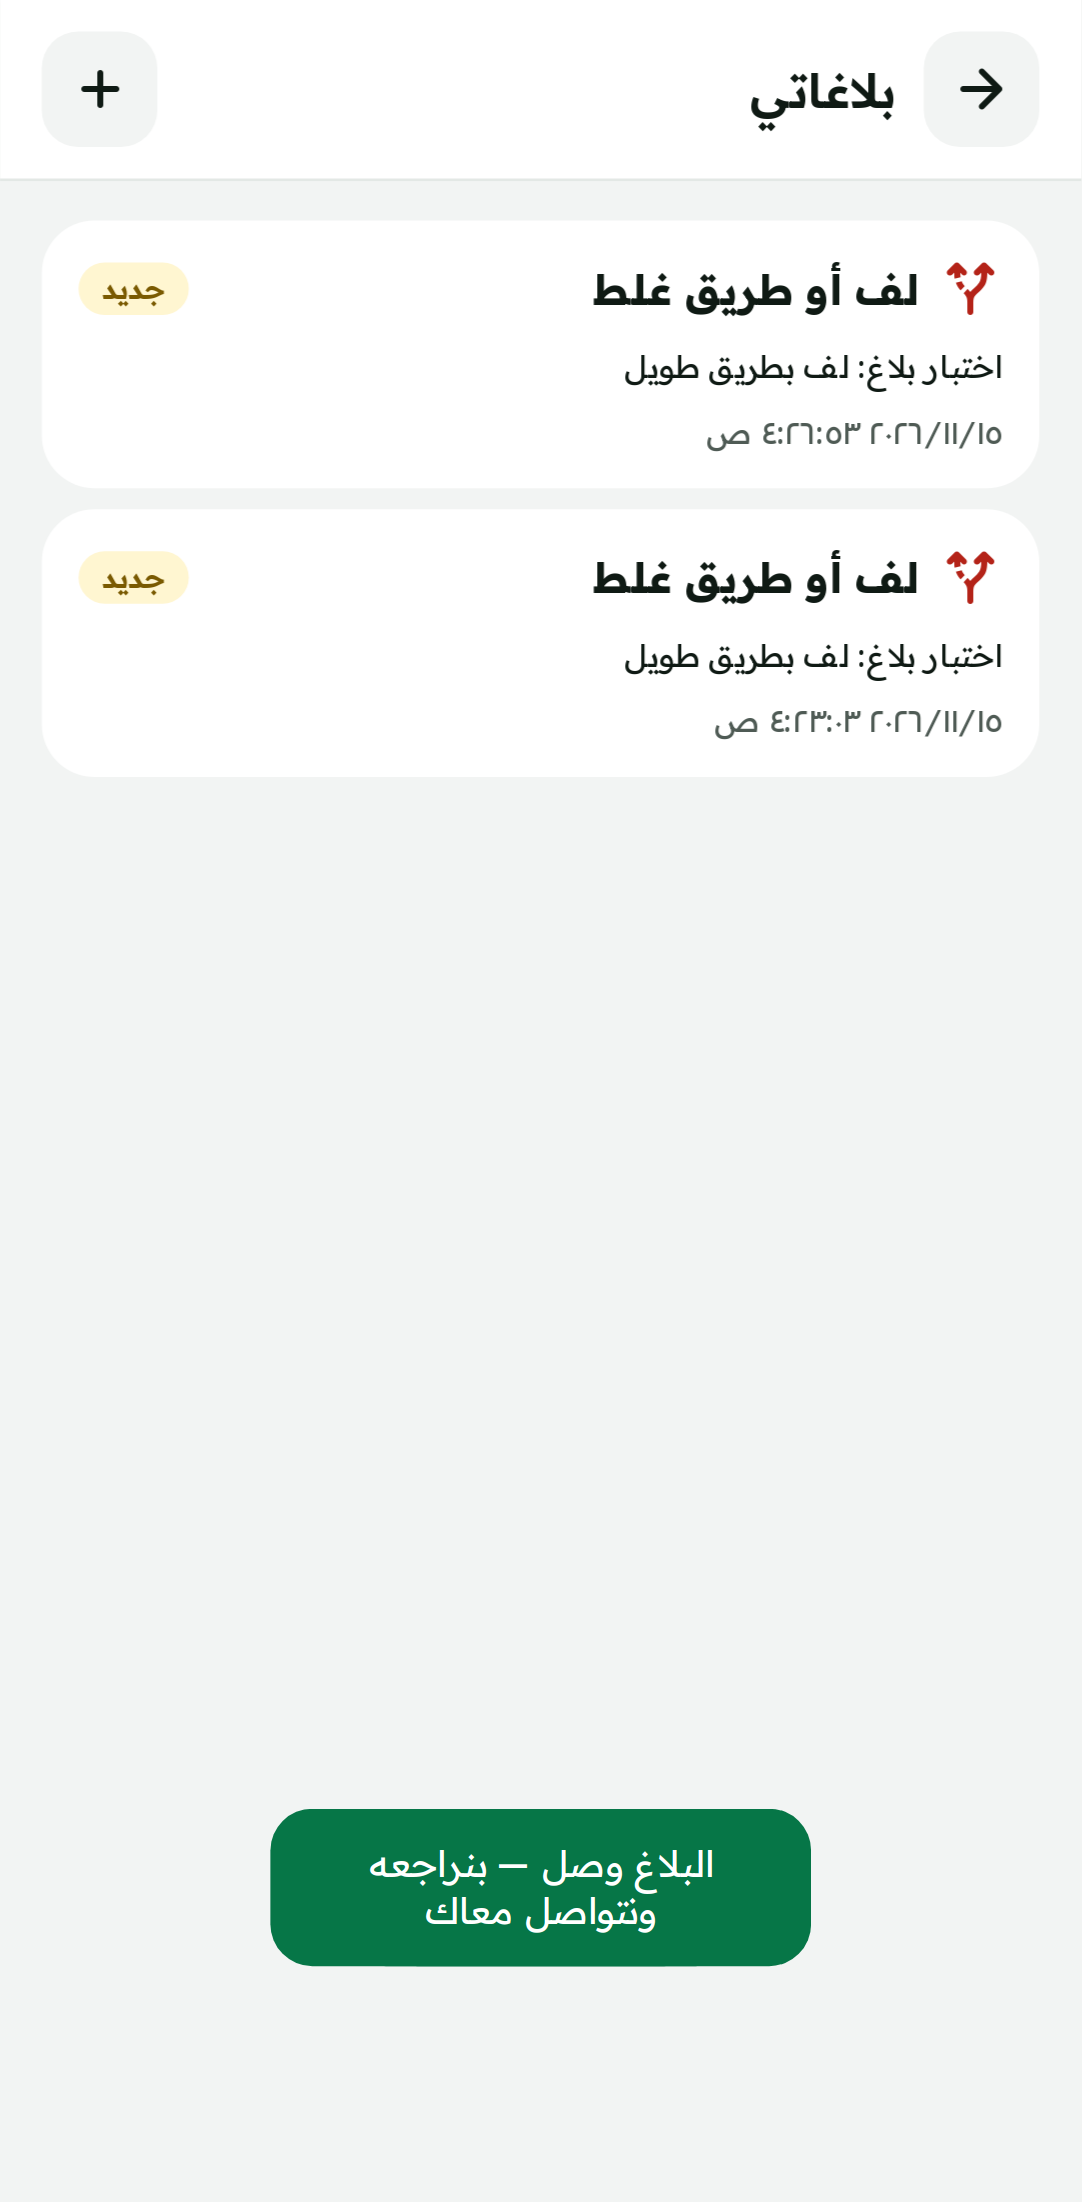 بلاغاتي
لف أو طريق غلط
جديد
اختبار بلاغ: لف بطريق طويل
١٥/١١/٢٠٢٦ ٤:٢٦:٥٣ ص
لف أو طريق غلط
جديد
اختبار بلاغ: لف بطريق طويل
١٥/١١/٢٠٢٦ ٤:٢٣:٠٣ ص
البلاغ وصل — بنراجعه
ونتواصل معاك